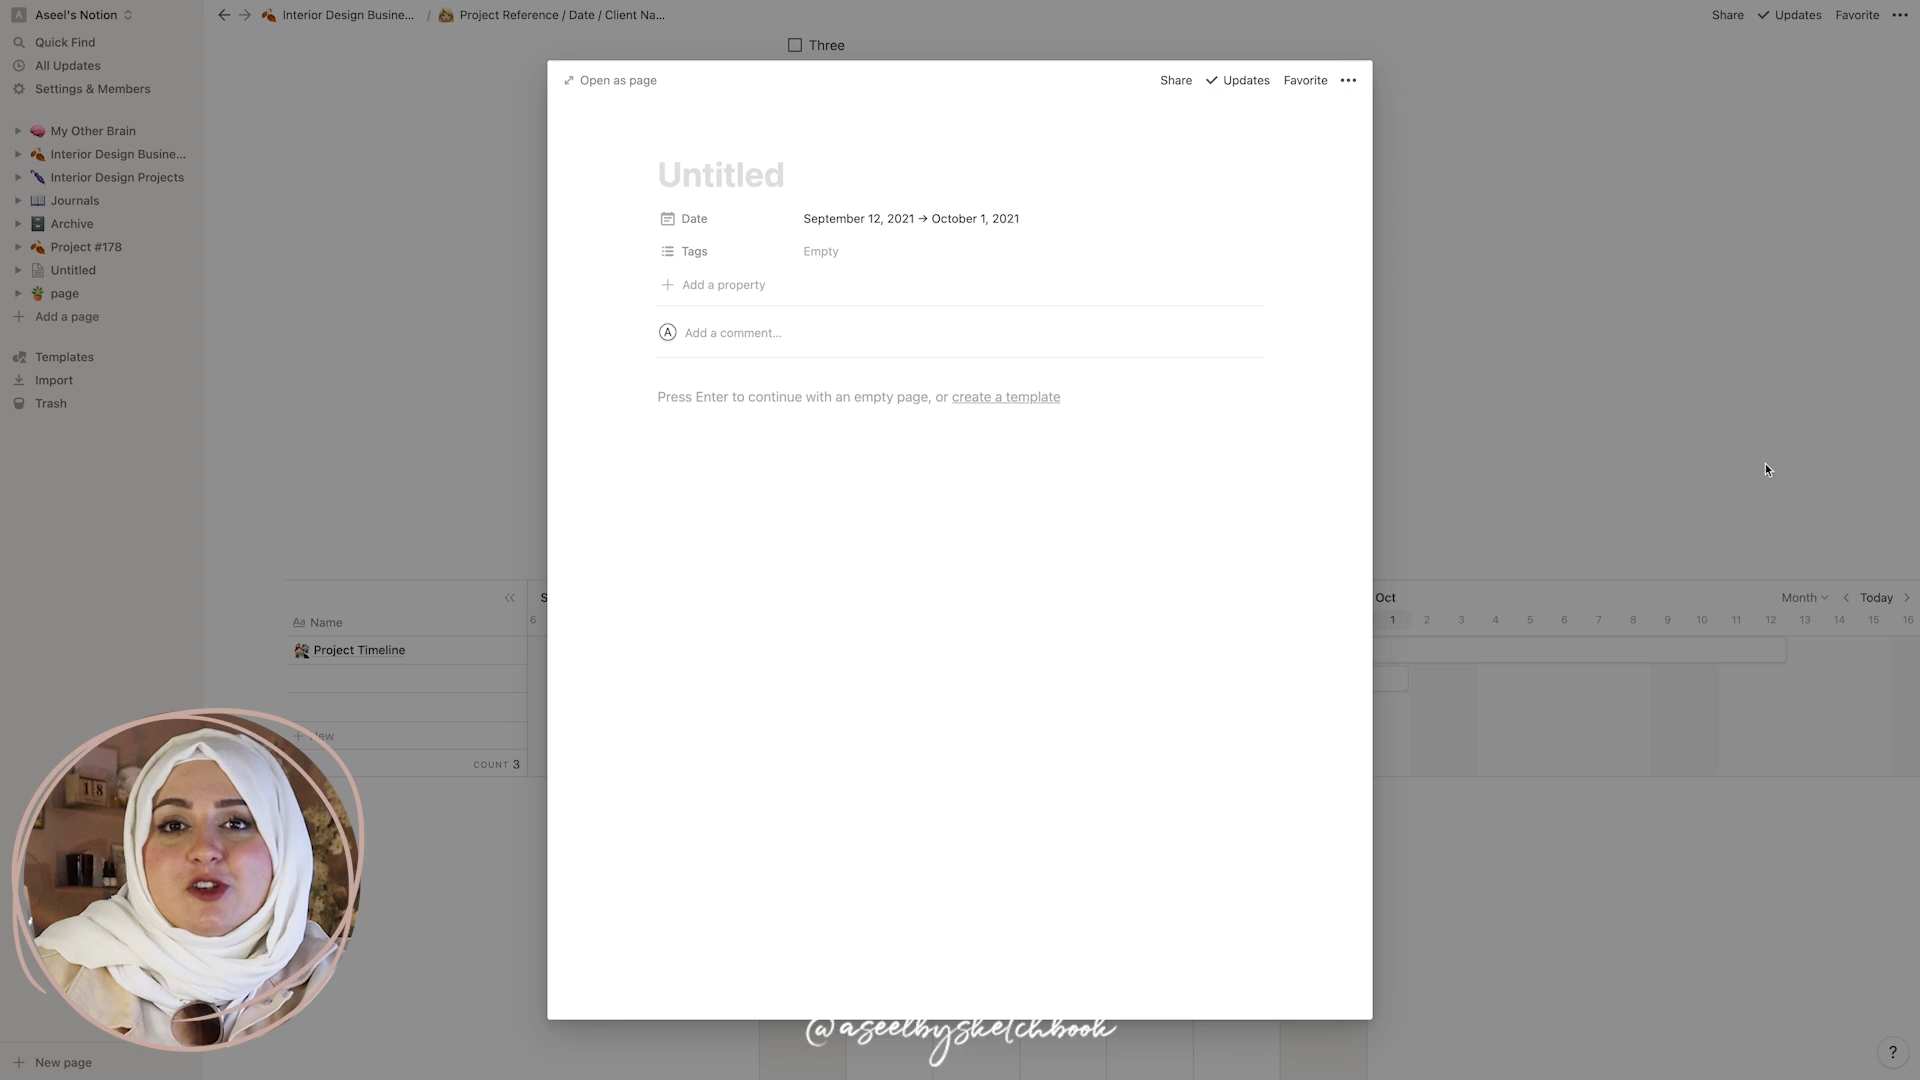 Aseel's Notion
Interior Design Busine... / Project Reference / Date / Client Na...
Share Updates Favorite
Quick Find
All Updates
Settings & Members
My Other Brain
Interior Design Busine...
Interior Design Projects
Journals
Archive
Project #178
Untitled
page
Add a page
Templates
Import
Trash
New page
Three
Open as page
Share Updates Favorite
Untitled
Date September 12, 2021 → October 1, 2021
Tags Empty
Add a property
A Add a comment...
Press Enter to continue with an empty page, or create a template
Oct Month Today
6 1 2 3 4 5 6 7 8 9 10 11 12 13 14 15 16
Aa Name
Project Timeline
COUNT 3
18
@aseelbysketchbook
?